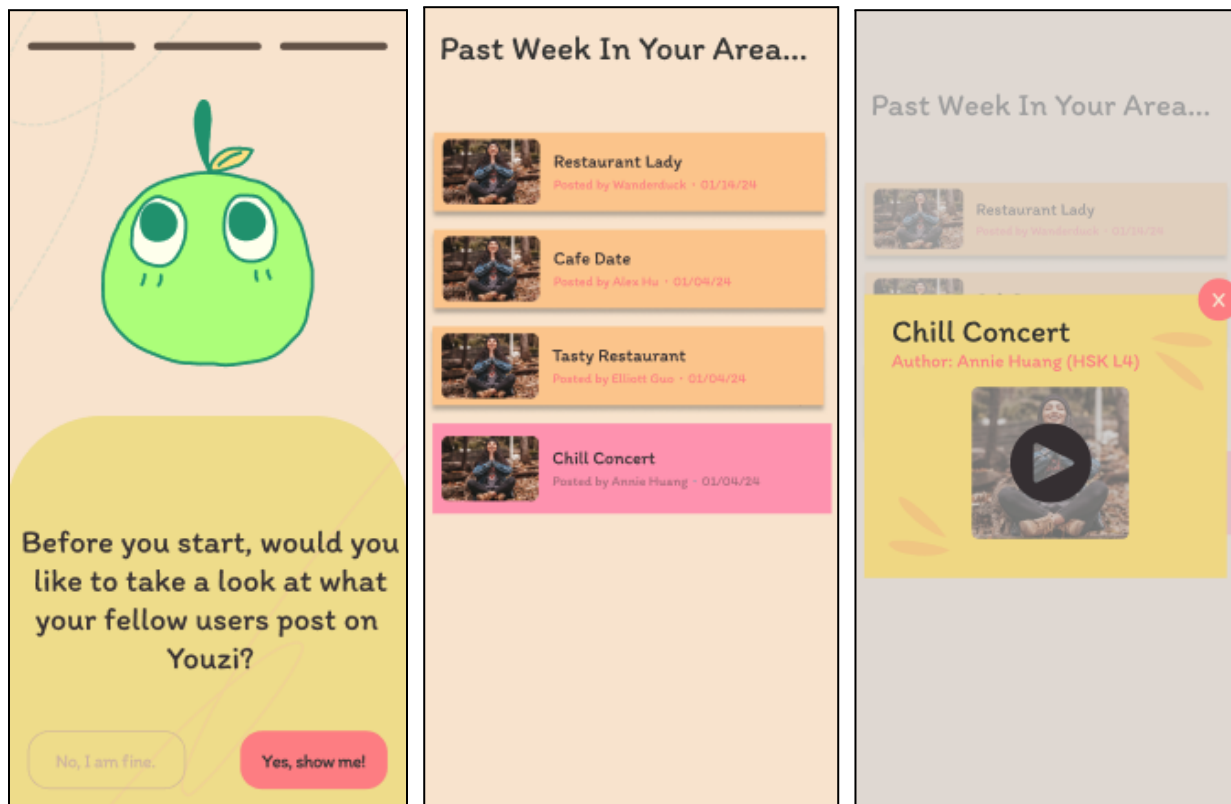 Before you start, would you
like to take a look at what
your fellow users post on
Youzi?
No, I am fine.
Yes, show me!
Past Week In Your Area...
Restaurant Lady
Posted by Wanderduck · 01/14/24
Cafe Date
Posted by Alex Hu · 01/04/24
Tasty Restaurant
Posted by Elliott Guo · 01/04/24
Chill Concert
Posted by Annie Huang · 01/04/24
Past Week In Your Area...
Restaurant Lady
Posted by Wanderduck · 01/14/24
X
Chill Concert
Author: Annie Huang (HSK L4)